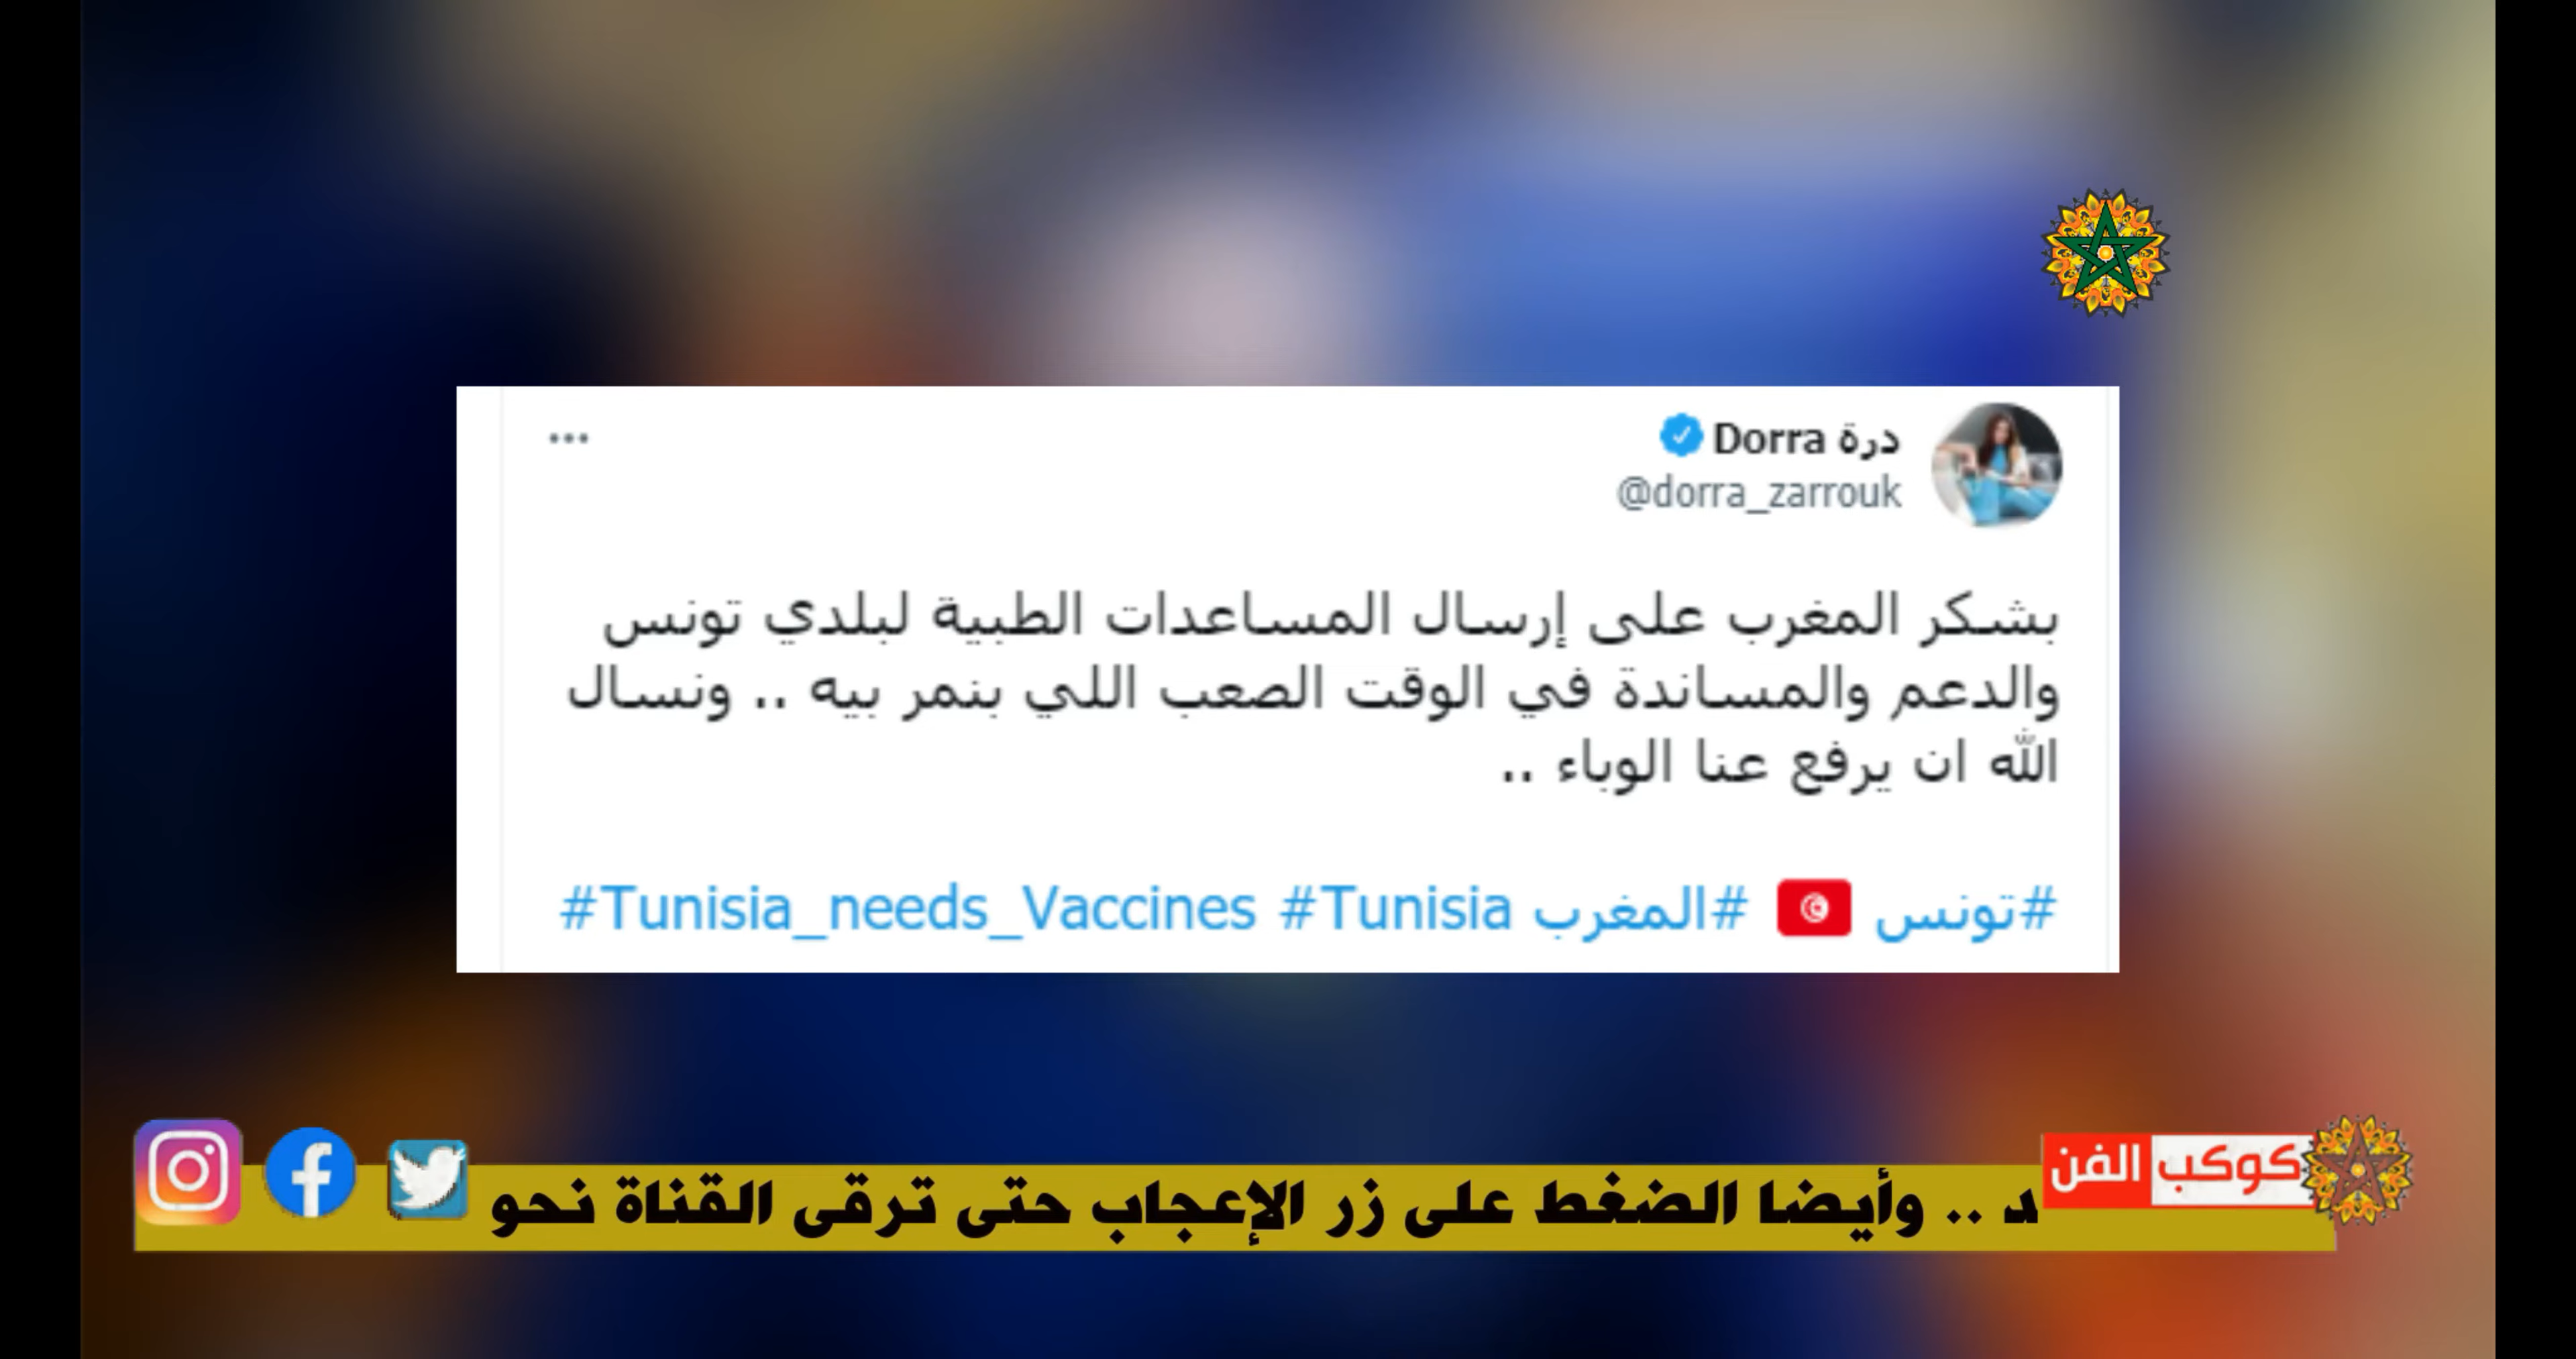 درة Dorra
@dorra_zarrouk
بشكر المغرب على إرسال المساعدات الطبية لبلدي تونس
والدعم والمساندة في الوقت الصعب اللي بنمر بيه .. ونسال
الله ان يرفع عنا الوباء ..
#تونس #المغرب #Tunisia #Tunisia_needs_Vaccines
كوكب الفن
.. وأيضا الضغط على زر الإعجاب حتى ترقى القناة نحو